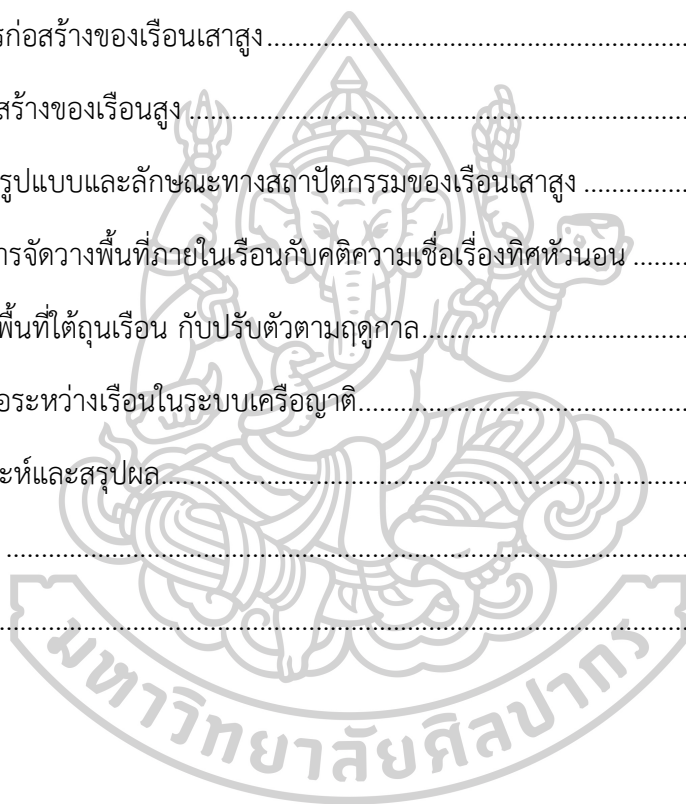 รก่อสร้างของเรือนเสาสูง........................................................
สร้างของเรือนสูง ........................................................
รูปแบบและลักษณะทางสถาปัตกรรมของเรือนเสาสูง ...............
ารจัดวางพื้นที่ภายในเรือนกับคติความเชื่อเรื่องทิศหัวนอน ........
พื้นที่ใต้ถุนเรือน กับปรับตัวตามฤดูกาล...................................
อระหว่างเรือนในระบบเครือญาติ...........................................
ะห์และสรุปผล....................................................................
........................................................................................
........................................................................................
มหาวิทยาลัยศิลปากร